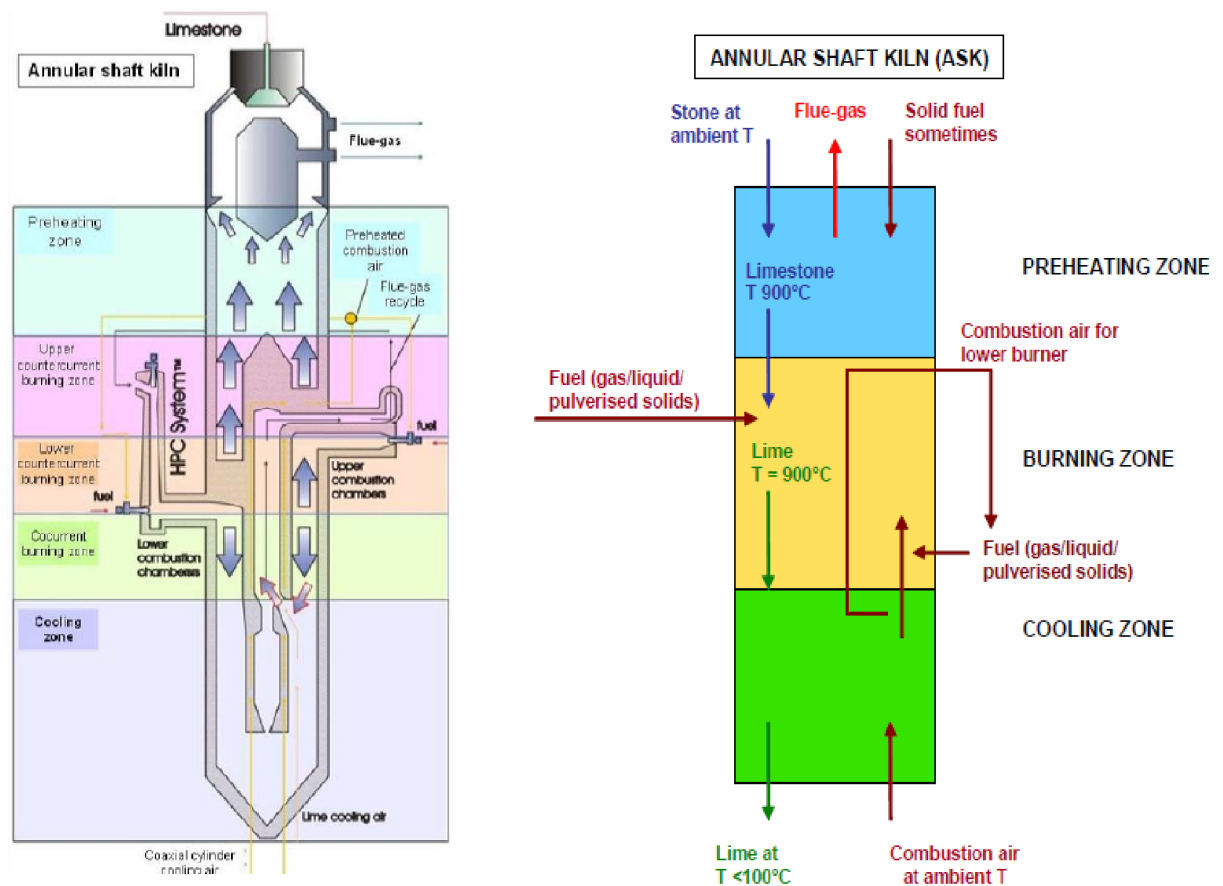 Limestone
Annular shaft kiln
Flue-gas
Preheating
zone
Preheated
combustion
air
Flue-gas
recycle
Upper
countercurrent
burning zone
HPC System™
Lower
countercurrent
burning zone
fuel
fuel
Upper
combustion
chambers
Cocurrent
burning zone
Lower
combustion
chambersis
Cooling
zone
Lime cooling air
Coaxial cylinder
cooling air
ANNULAR SHAFT KILN (ASK)
Stone at
ambient T
Flue-gas
Solid fuel
sometimes
Limestone
T 900°C
PREHEATING ZONE
Combustion air for
lower burner
Fuel (gas/liquid/
pulverised solids)
Lime
T = 900°C
BURNING ZONE
Fuel (gas/liquid/
pulverised solids)
COOLING ZONE
Lime at
T <100°C
Combustion air
at ambient T